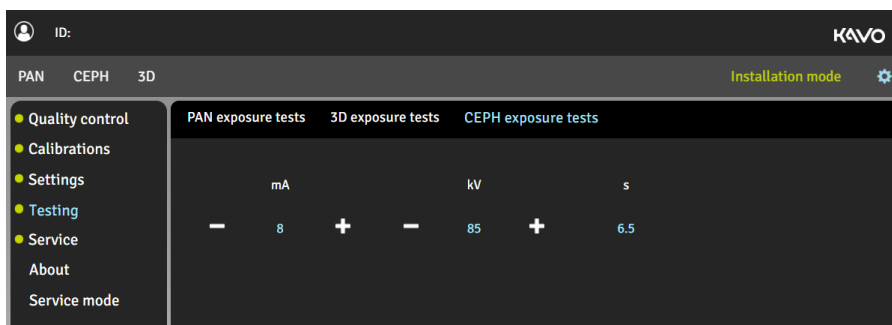 ID: KAVO
PAN CEPH 3D Installation mode
Quality control
Calibrations
Settings
Testing
Service
About
Service mode
PAN exposure tests 3D exposure tests CEPH exposure tests
mA kV s
− 8 + − 85 + 6.5